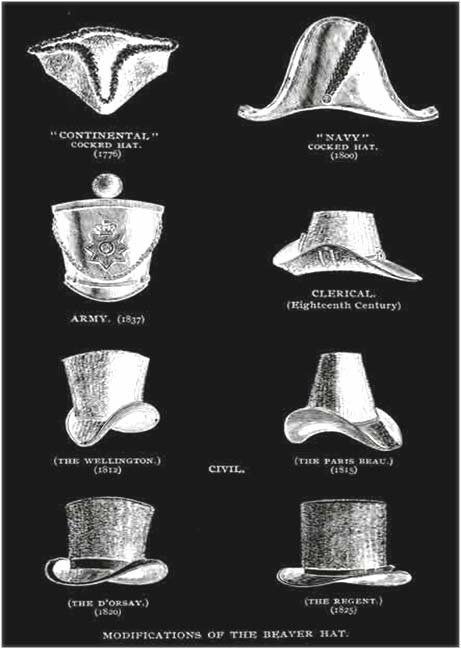 "CONTINENTAL"
COCKED HAT.
(1776)
"NAVY"
COCKED HAT.
(1800)
ARMY. (1837)
CLERICAL.
(Eighteenth Century)
(THE WELLINGTON.)
(1812)
(THE PARIS BEAU.)
(1815)
CIVIL.
(THE D'ORSAY.)
(1820)
(THE REGENT.)
(1825)
MODIFICATIONS OF THE BEAVER HAT.